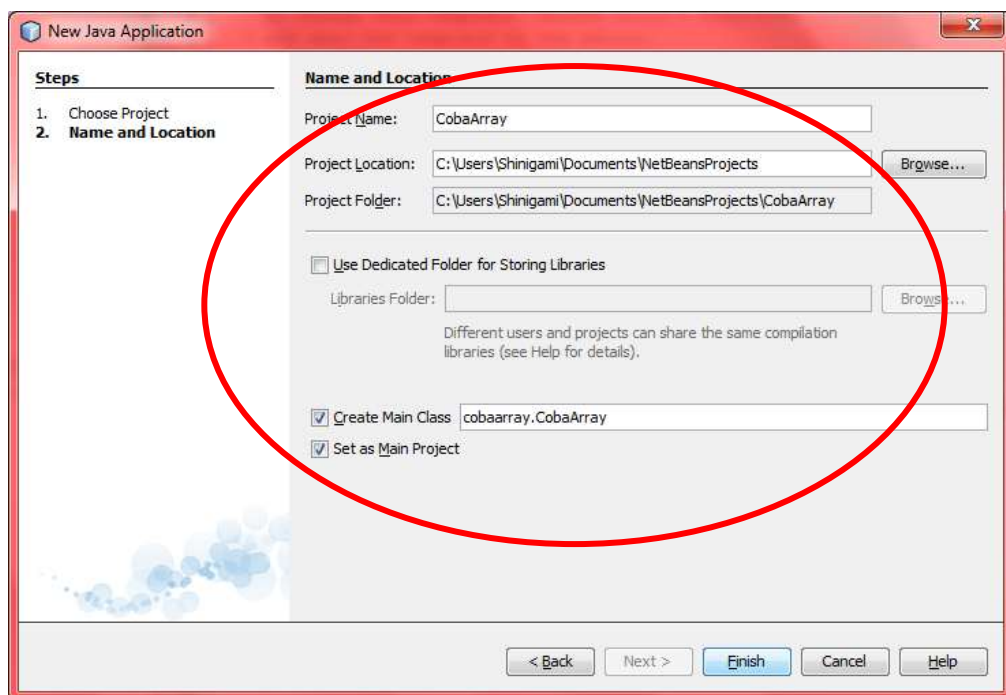 New Java Application
Steps
1. Choose Project
2. Name and Location
Name and Location
Project Name: CobaArray
Project Location: C:\Users\Shinigami\Documents\NetBeansProjects Browse...
Project Folder: C:\Users\Shinigami\Documents\NetBeansProjects\CobaArray
Use Dedicated Folder for Storing Libraries
Libraries Folder: Browse...
Different users and projects can share the same compilation
libraries (see Help for details).
Create Main Class cobaarray.CobaArray
Set as Main Project
< Back Next > Finish Cancel Help